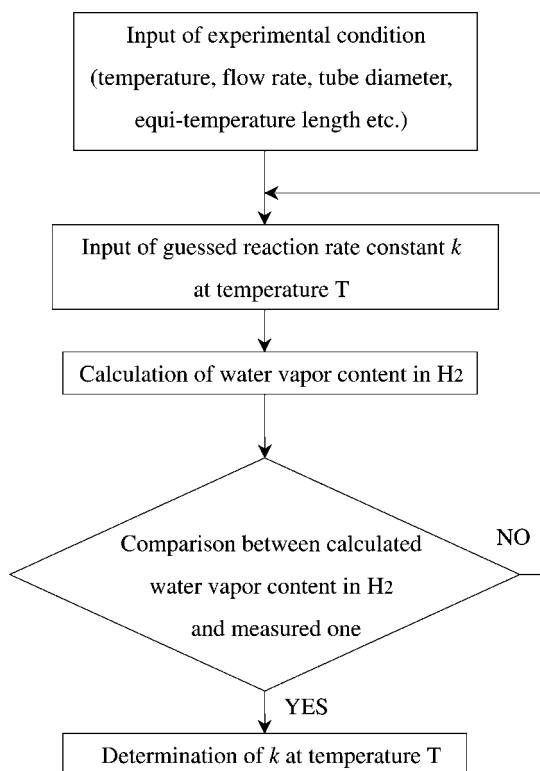 Input of experimental condition
(temperature, flow rate, tube diameter,
equi-temperature length etc.)
Input of guessed reaction rate constant k
at temperature T
Calculation of water vapor content in H2
Comparison between calculated
water vapor content in H2
and measured one
NO
YES
Determination of k at temperature T